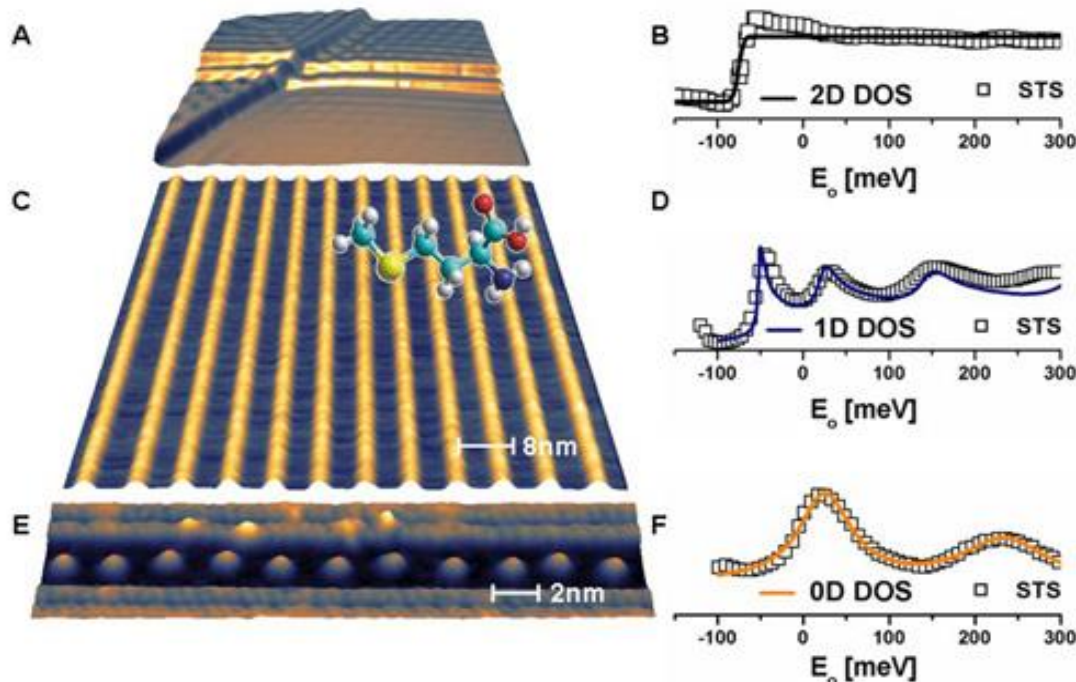 A
B
2D DOS
STS
-100
0
100
200
300
E₀ [meV]
C
8nm
D
1D DOS
STS
-100
0
100
200
300
E₀ [meV]
E
2nm
F
0D DOS
STS
-100
0
100
200
300
E₀ [meV]